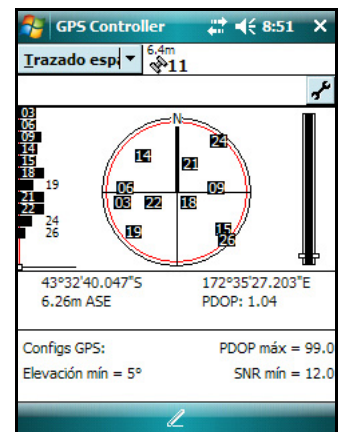 GPS Controller 8:51
Trazado espa 6.4m 11
03
06
09
14
15
18
19
21
22
24
26
N
24
14
21
06 09
03 22 18
19 15
26
43°32'40.047"S 172°35'27.203"E
6.26m ASE PDOP: 1.04
Configs GPS: PDOP máx = 99.0
Elevación mín = 5° SNR mín = 12.0